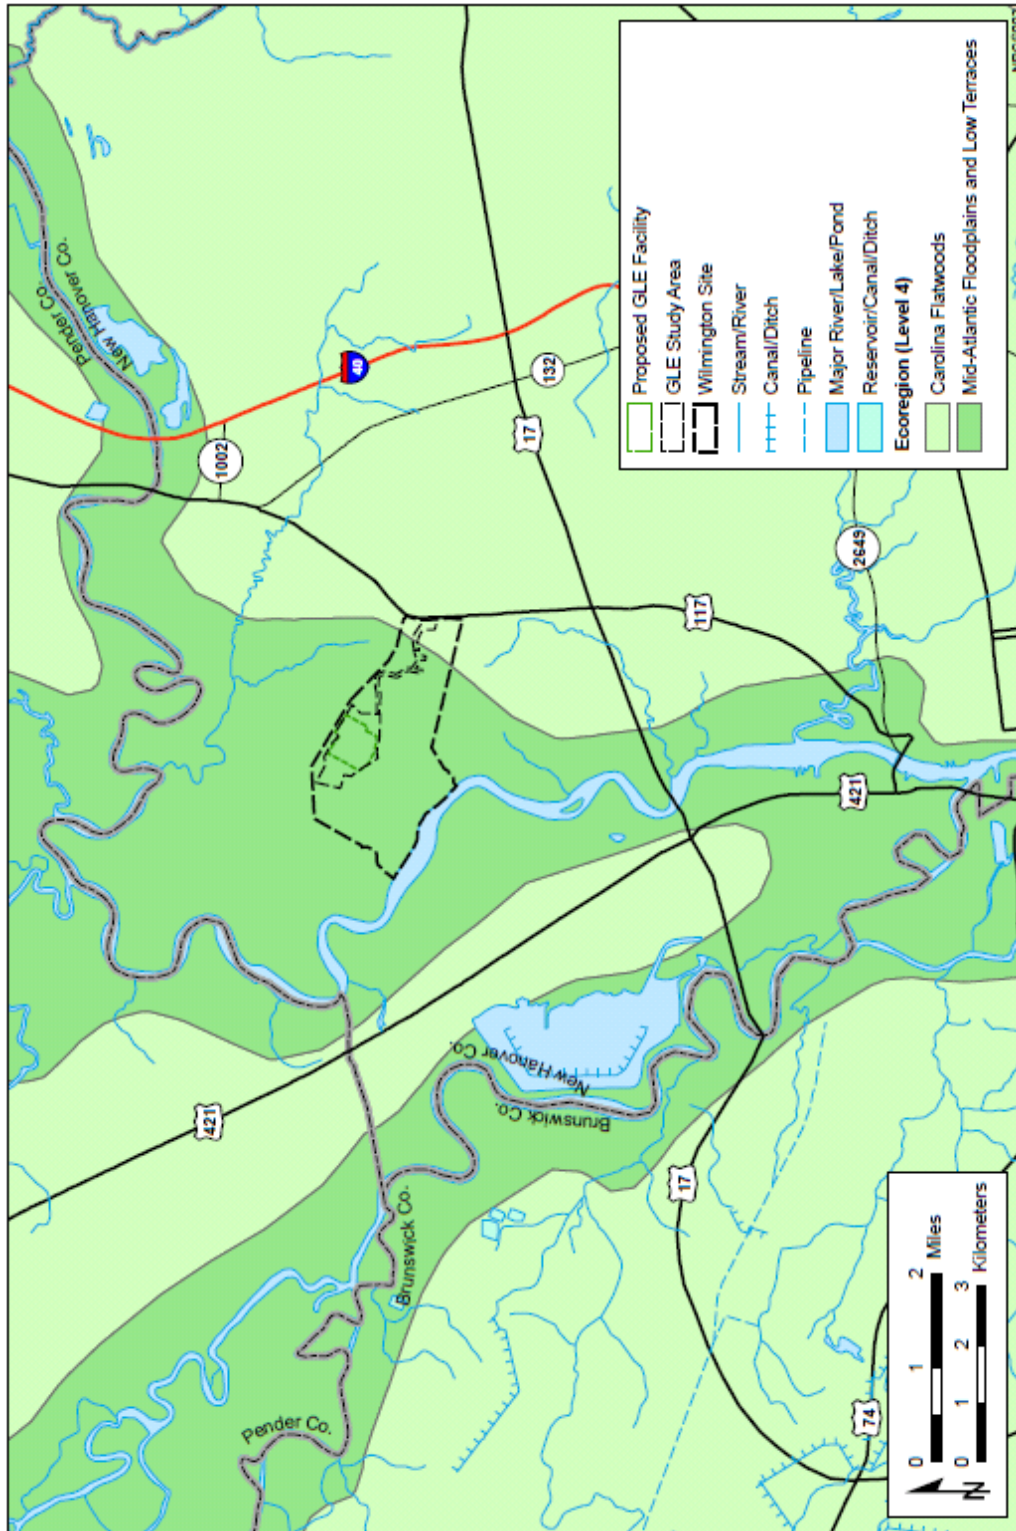 Pender Co.
New Hanover Co.
40
1002
132
17
117
2649
421
421
New Hanover Co.
Brunswick Co.
Brunswick Co.
Pender Co.
17
74
Proposed GLE Facility
GLE Study Area
Wilmington Site
Stream/River
Canal/Ditch
Pipeline
Major River/Lake/Pond
Reservoir/Canal/Ditch
Ecoregion (Level 4)
Carolina Flatwoods
Mid-Atlantic Floodplains and Low Terraces
N
0 1 2
Miles
0 1 2 3
Kilometers